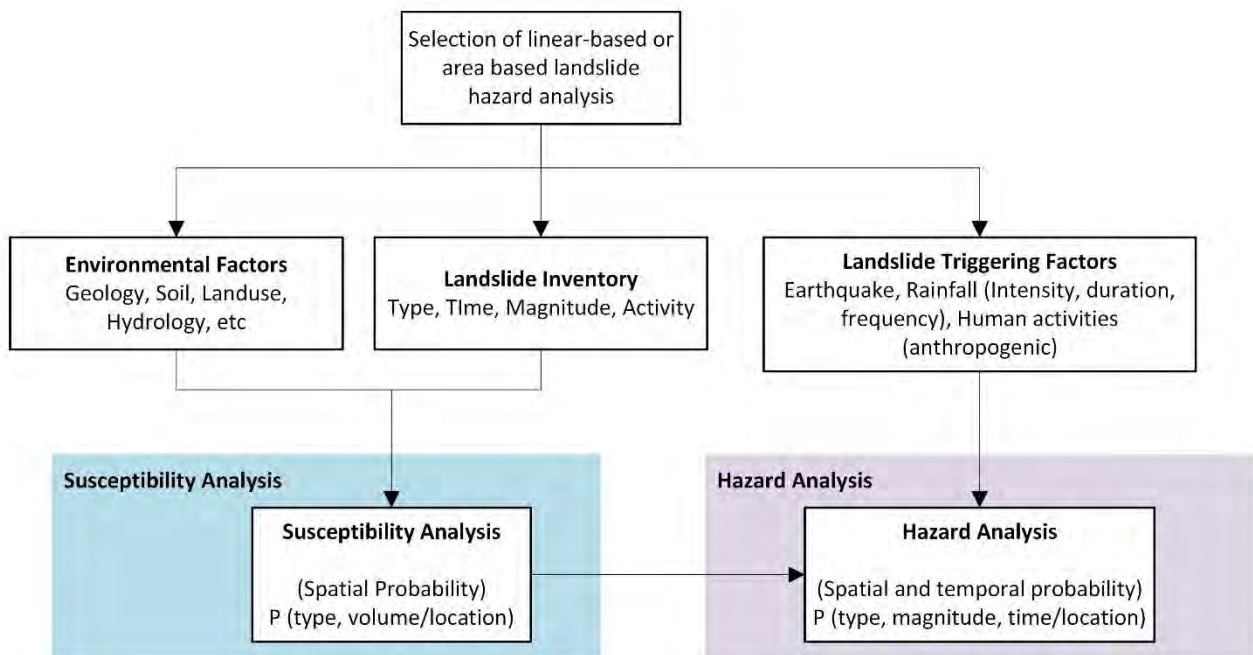 Selection of linear-based or
area based landslide
hazard analysis
Environmental Factors
Geology, Soil, Landuse,
Hydrology, etc
Landslide Inventory
Type, TIme, Magnitude, Activity
Landslide Triggering Factors
Earthquake, Rainfall (Intensity, duration,
frequency), Human activities
(anthropogenic)
Susceptibility Analysis
Susceptibility Analysis
(Spatial Probability)
P (type, volume/location)
Hazard Analysis
Hazard Analysis
(Spatial and temporal probability)
P (type, magnitude, time/location)